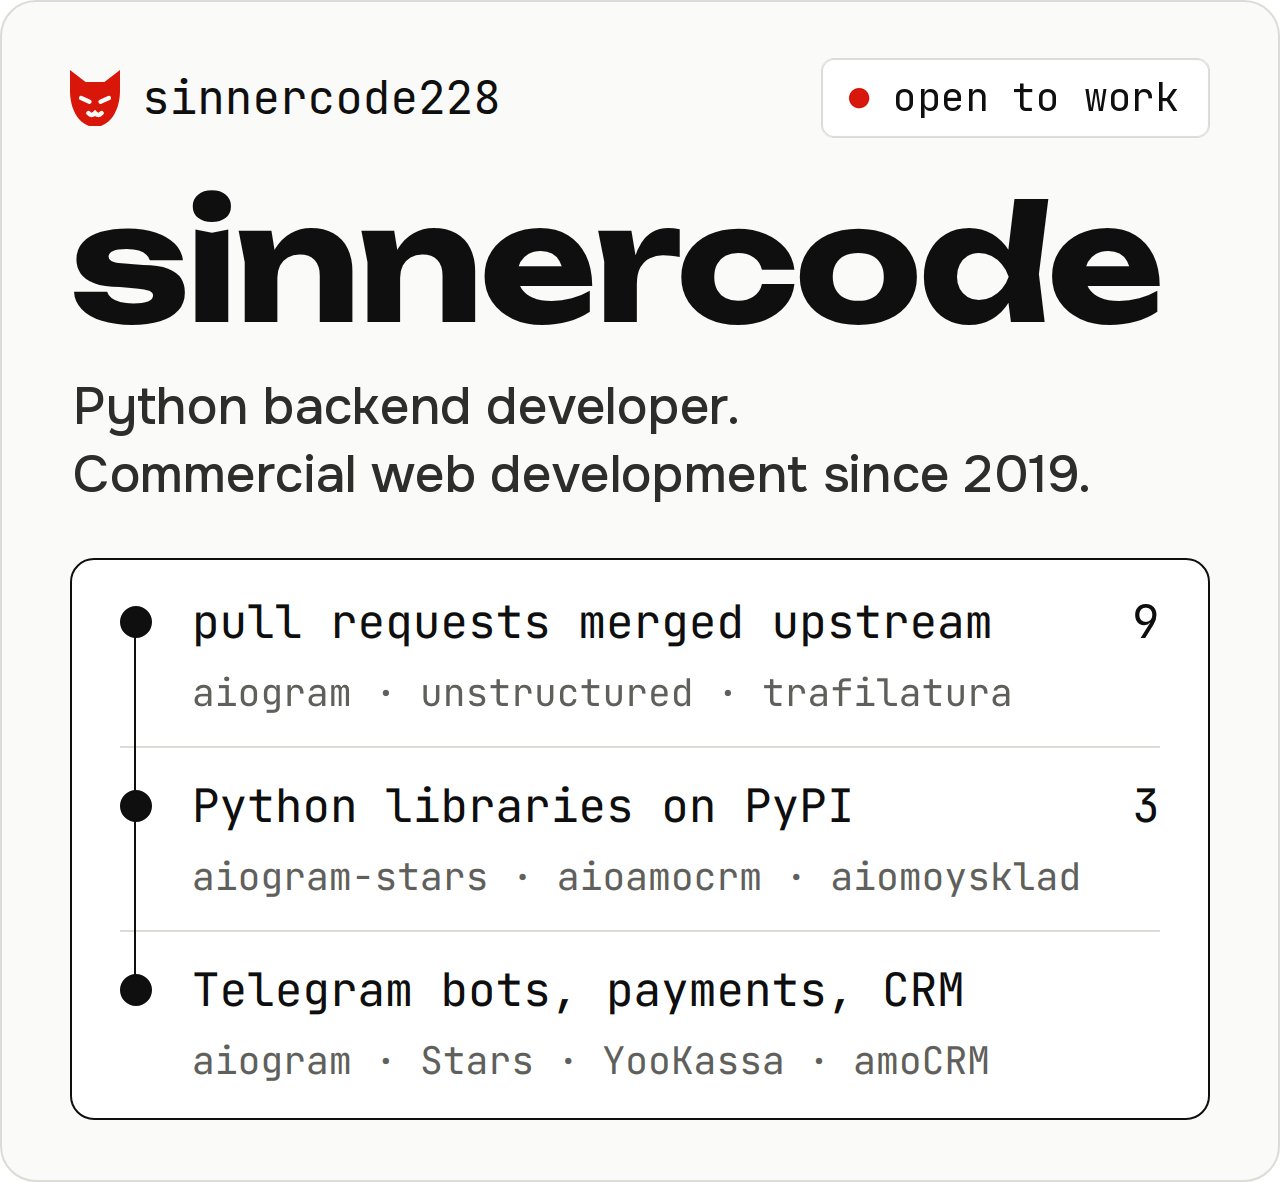 sinnercode228
open to work
sinnercode
Python backend developer.
Commercial web development since 2019.
pull requests merged upstream 9
aiogram · unstructured · trafilatura
Python libraries on PyPI 3
aiogram-stars · aioamocrm · aiomoysklad
Telegram bots, payments, CRM
aiogram · Stars · YooKassa · amoCRM